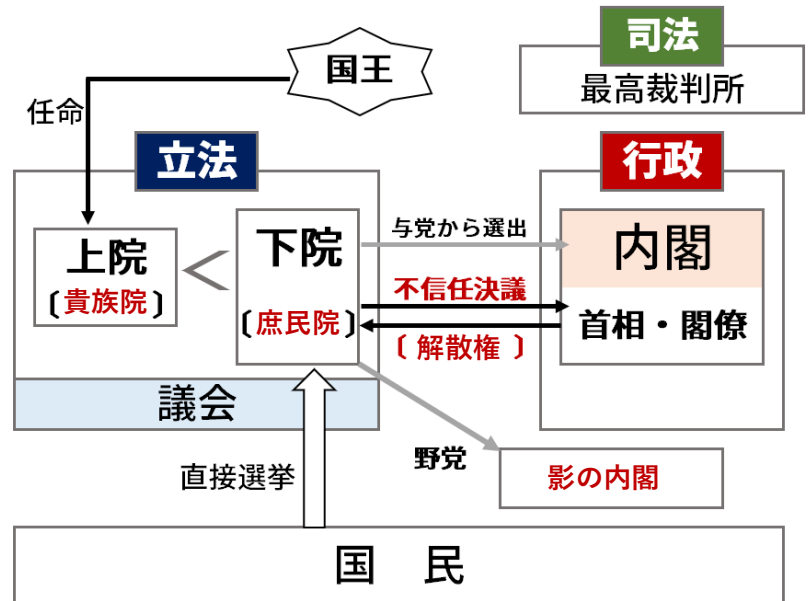 司法
国王
最高裁判所
任命
立法
行政
上院
〔 貴族院 〕
下院
〔 庶民院 〕
与党から選出
内閣
不信任決議
首相・閣僚
〔 解散権 〕
議会
野党
直接選挙
影の内閣
国 民